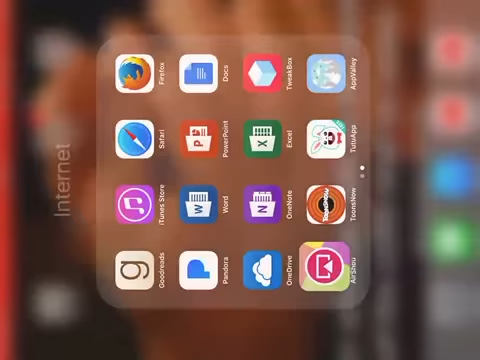 Internet
g
Goodreads iTunes Store Safari Firefox
W P
Pandora Word PowerPoint Docs
N X
OneDrive OneNote Excel TweakBox
AirShou ToonsNow TutuApp AppValley